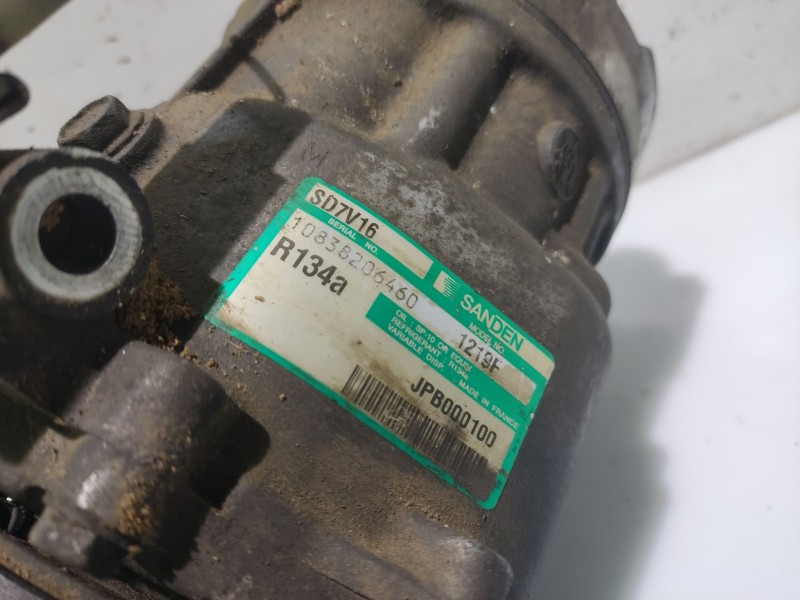 M
SD7V16
SANDEN
SERIAL NO.
MODEL NO.
10838206460
1219F
R134a
OIL : SP-10 OR EQUIV.
REFRIGERANT : R134a
VARIABLE DISP.
MADE IN FRANCE
JPB000100